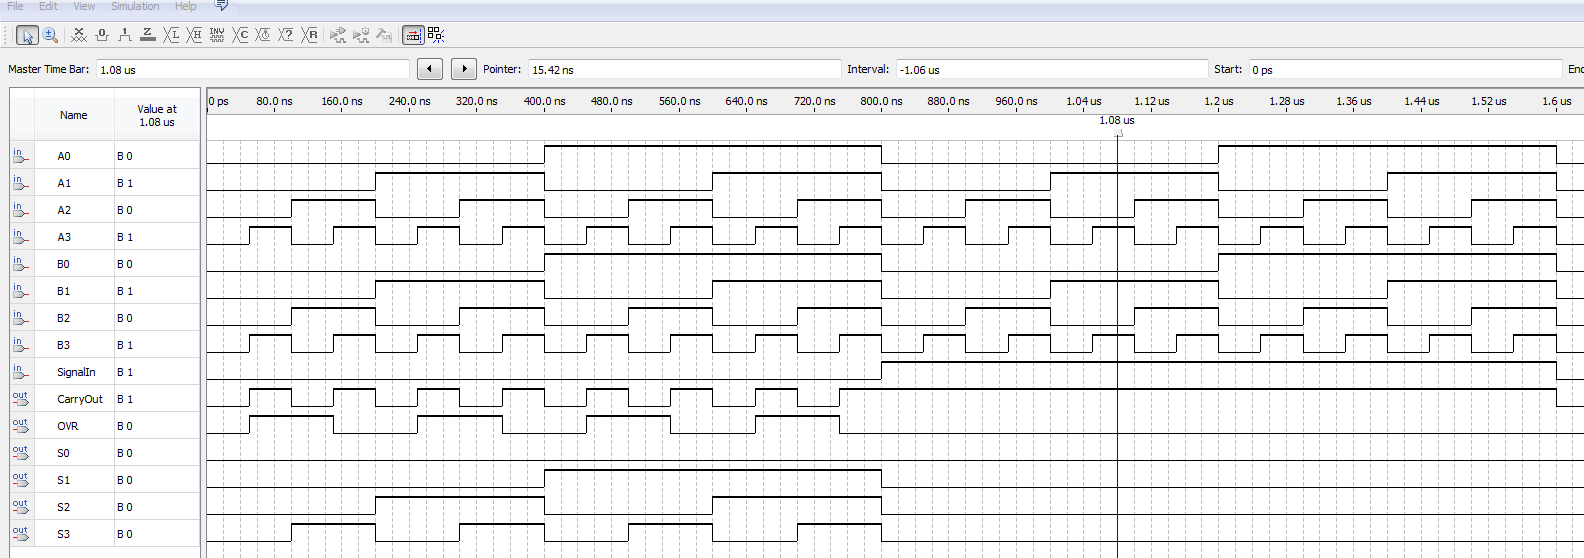 File Edit View Simulation Help
Master Time Bar: 1.08 us Pointer: 15.42 ns Interval: -1.06 us Start: 0 ps Enc
Name Value at 1.08 us
0 ps 80.0 ns 160.0 ns 240.0 ns 320.0 ns 400.0 ns 480.0 ns 560.0 ns 640.0 ns 720.0 ns 800.0 ns 880.0 ns 960.0 ns 1.04 us 1.12 us 1.2 us 1.28 us 1.36 us 1.44 us 1.52 us 1.6 us
1.08 us
in A0 B 0
in A1 B 1
in A2 B 0
in A3 B 1
in B0 B 0
in B1 B 1
in B2 B 0
in B3 B 1
in SignalIn B 1
out CarryOut B 1
out OVR B 0
out S0 B 0
out S1 B 0
out S2 B 0
out S3 B 0